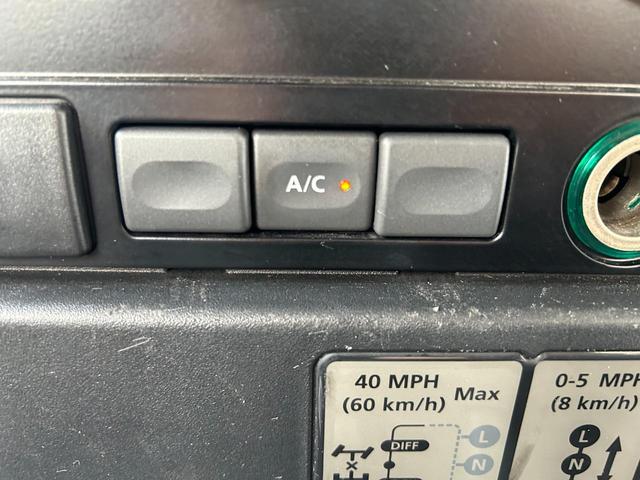 A/C
40 MPH
(60 km/h)
Max
DIFF
L
N
0-5 MPH
(8 km/h)
L
N